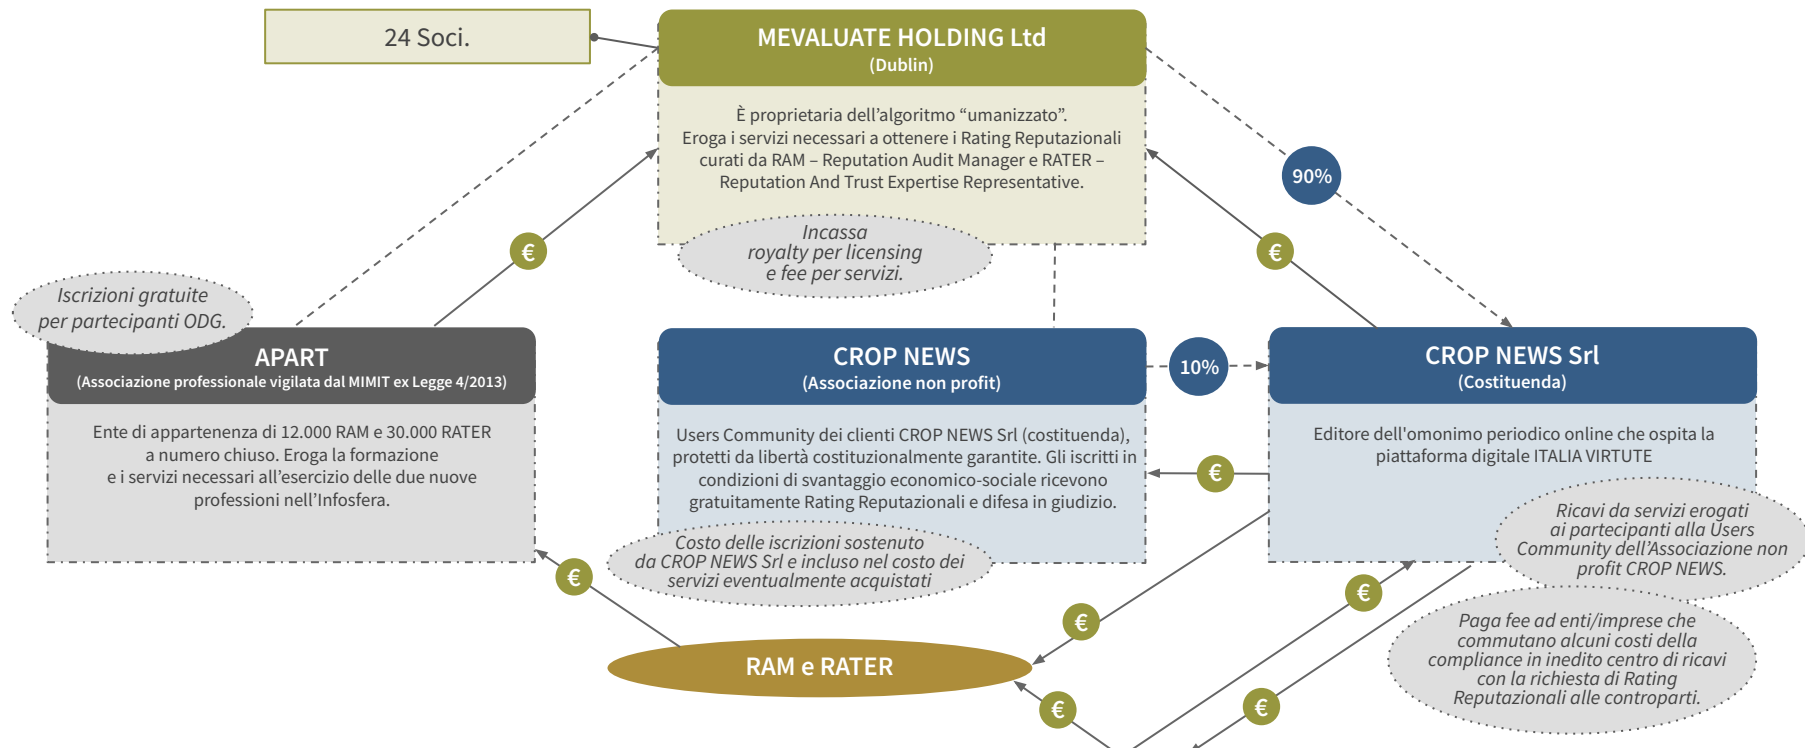 24 Soci.
MEVALUATE HOLDING Ltd
(Dublin)
È proprietaria dell'algoritmo “umanizzato”.
Eroga i servizi necessari a ottenere i Rating Reputazionali
curati da RAM – Reputation Audit Manager e RATER –
Reputation And Trust Expertise Representative.
90%
Incassa
royalty per licensing
e fee per servizi.
€
€
Iscrizioni gratuite
per partecipanti ODG.
APART
(Associazione professionale vigilata dal MIMIT ex Legge 4/2013)
Ente di appartenenza di 12.000 RAM e 30.000 RATER
a numero chiuso. Eroga la formazione
e i servizi necessari all'esercizio delle due nuove
professioni nell'Infosfera.
CROP NEWS
(Associazione non profit)
Users Community dei clienti CROP NEWS Srl (costituenda),
protetti da libertà costituzionalmente garantite. Gli iscritti in
condizioni di svantaggio economico-sociale ricevono
gratuitamente Rating Reputazionali e difesa in giudizio.
Costo delle iscrizioni sostenuto
da CROP NEWS Srl e incluso nel costo dei
servizi eventualmente acquistati
10%
CROP NEWS Srl
(Costituenda)
Editore dell'omonimo periodico online che ospita la
piattaforma digitale ITALIA VIRTUTE
€
Ricavi da servizi erogati
ai partecipanti alla Users
Community dell'Associazione non
profit CROP NEWS.
€
€
€
Paga fee ad enti/imprese che
commutano alcuni costi della
compliance in inedito centro di ricavi
con la richiesta di Rating
Reputazionali alle controparti.
RAM e RATER
€
€